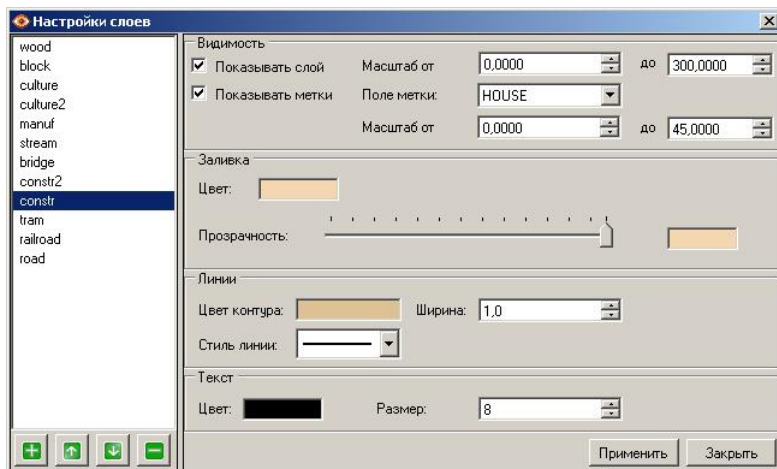 Настройки слоев
wood
block
culture
culture2
manuf
stream
bridge
constr2
constr
tram
railroad
road
Видимость
Показывать слой Масштаб от 0,0000 до 300,0000
Показывать метки Поле метки: HOUSE
Масштаб от 0,0000 до 45,0000
Заливка
Цвет:
Прозрачность:
Линии
Цвет контура: Ширина: 1,0
Стиль линии:
Текст
Цвет: Размер: 8
Применить Закрыть